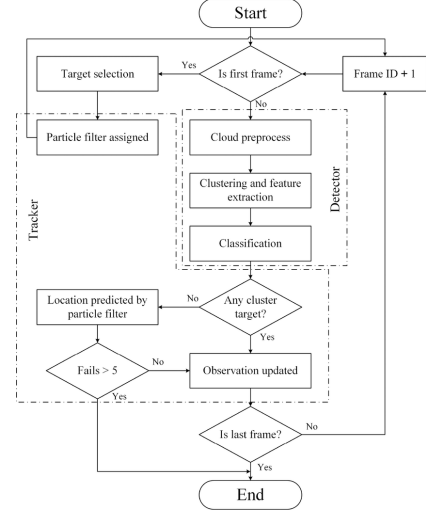 Start
Is first frame?
Yes
No
Target selection
Frame ID + 1
Particle filter assigned
Cloud preprocess
Clustering and feature
extraction
Classification
Detector
Tracker
Any cluster
target?
No
Yes
Location predicted by
particle filter
Fails > 5
No
Yes
Observation updated
Is last frame?
No
Yes
End